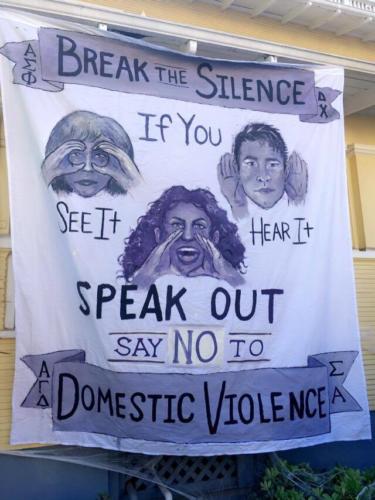 BREAK THE SILENCE
ΔΧ
IF YOU
SEE It
HEAR It
SPEAK OUT
SAY NO TO
ΑΓΔ
ΣΑ
DOMESTIC VIOLENCE